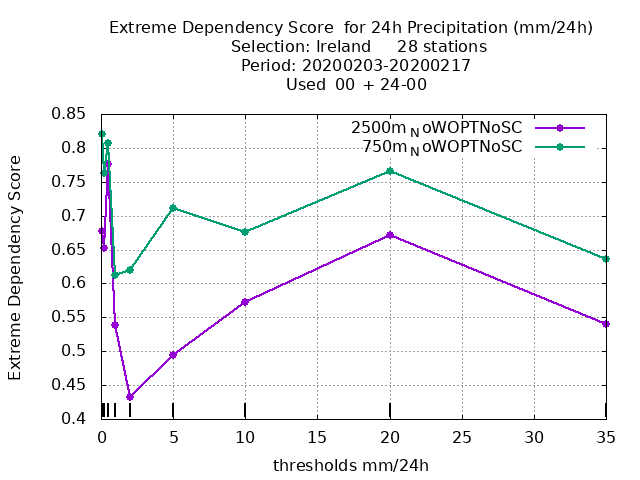 Extreme Dependency Score  for 24h Precipitation (mm/24h)
Selection: Ireland     28 stations
Period: 20200203-20200217
Used  00  + 24-00
2500m_NoWOPTNoSC
750m_NoWOPTNoSC
Extreme Dependency Score
0.85
0.8
0.75
0.7
0.65
0.6
0.55
0.5
0.45
0.4
0 5 10 15 20 25 30 35
thresholds mm/24h